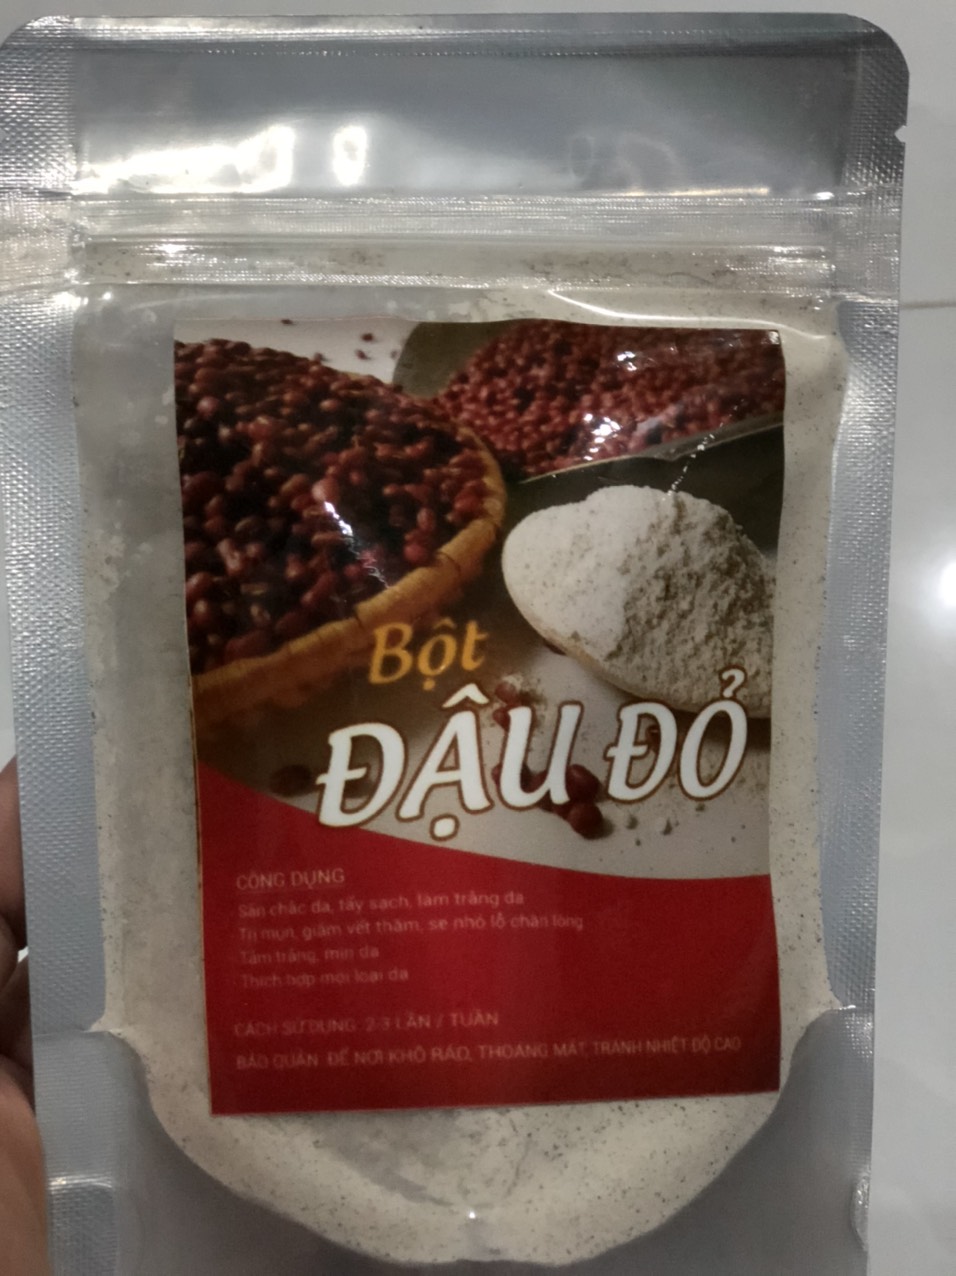 Bột
ĐẬU ĐỎ
CÔNG DỤNG
Săn chắc da, tẩy sạch, làm trắng da
Trị mụn, giảm vết thâm, se nhỏ lỗ chân lông
Tắm trắng, mịn da
Thích hợp mọi loại da
CÁCH SỬ DỤNG: 2-3 LẦN / TUẦN
BẢO QUẢN: ĐỂ NƠI KHÔ RÁO, THOÁNG MÁT, TRÁNH NHIỆT ĐỘ CAO